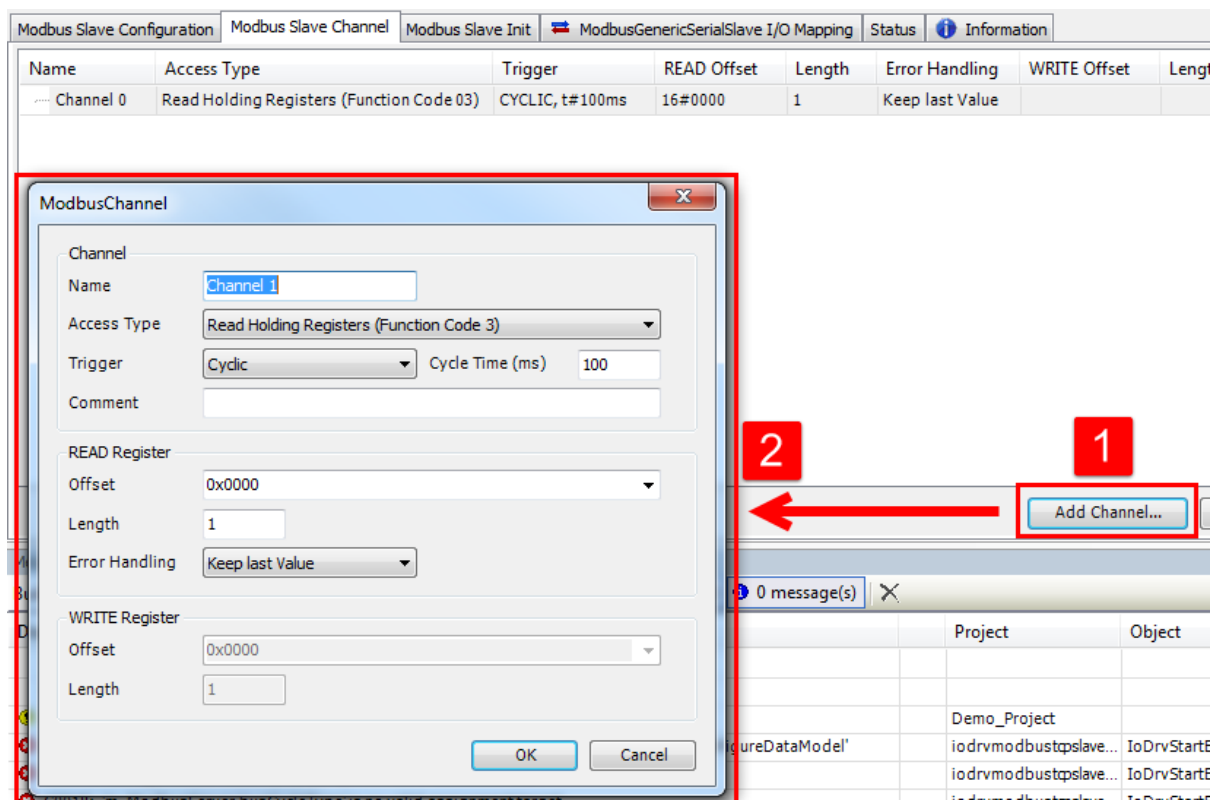 Modbus Slave Configuration Modbus Slave Channel Modbus Slave Init ModbusGenericSerialSlave I/O Mapping Status Information
Name Access Type Trigger READ Offset Length Error Handling WRITE Offset
Channel 0 Read Holding Registers (Function Code 03) CYCLIC, t#100ms 16#0000 1 Keep last Value
ModbusChannel
Channel
Name Channel 1
Access Type Read Holding Registers (Function Code 3)
Trigger Cyclic Cycle Time (ms) 100
Comment
READ Register
Offset 0x0000
Length 1
Error Handling Keep last Value
WRITE Register
Offset 0x0000
Length 1
OK Cancel
2
1
Add Channel...
0 message(s)
Project Object
Demo_Project
igureDataModel' iodrvmodbustcpslave... IoDrvStartE
iodrvmodbustcpslave... IoDrvStartE